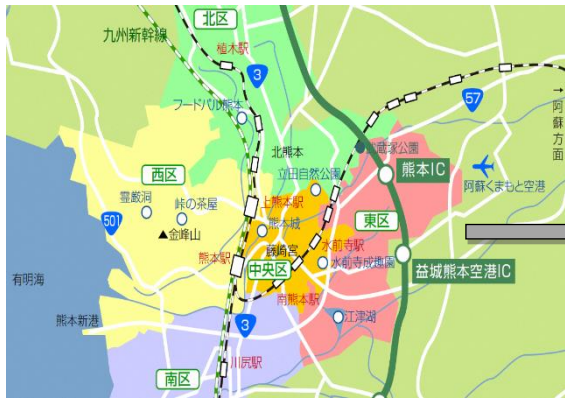 北区
九州新幹線
植木駅
3
57
→阿蘇方面
フードパル熊本
北熊本
武蔵塚公園
熊本IC
阿蘇くまもと空港
西区
立田自然公園
霊厳洞
峠の茶屋
上熊本駅
東区
501
▲金峰山
熊本城
水前寺駅
藤崎宮
熊本駅
中央区
水前寺成趣園
益城熊本空港IC
有明海
南熊本駅
熊本新港
3
江津湖
川尻駅
南区